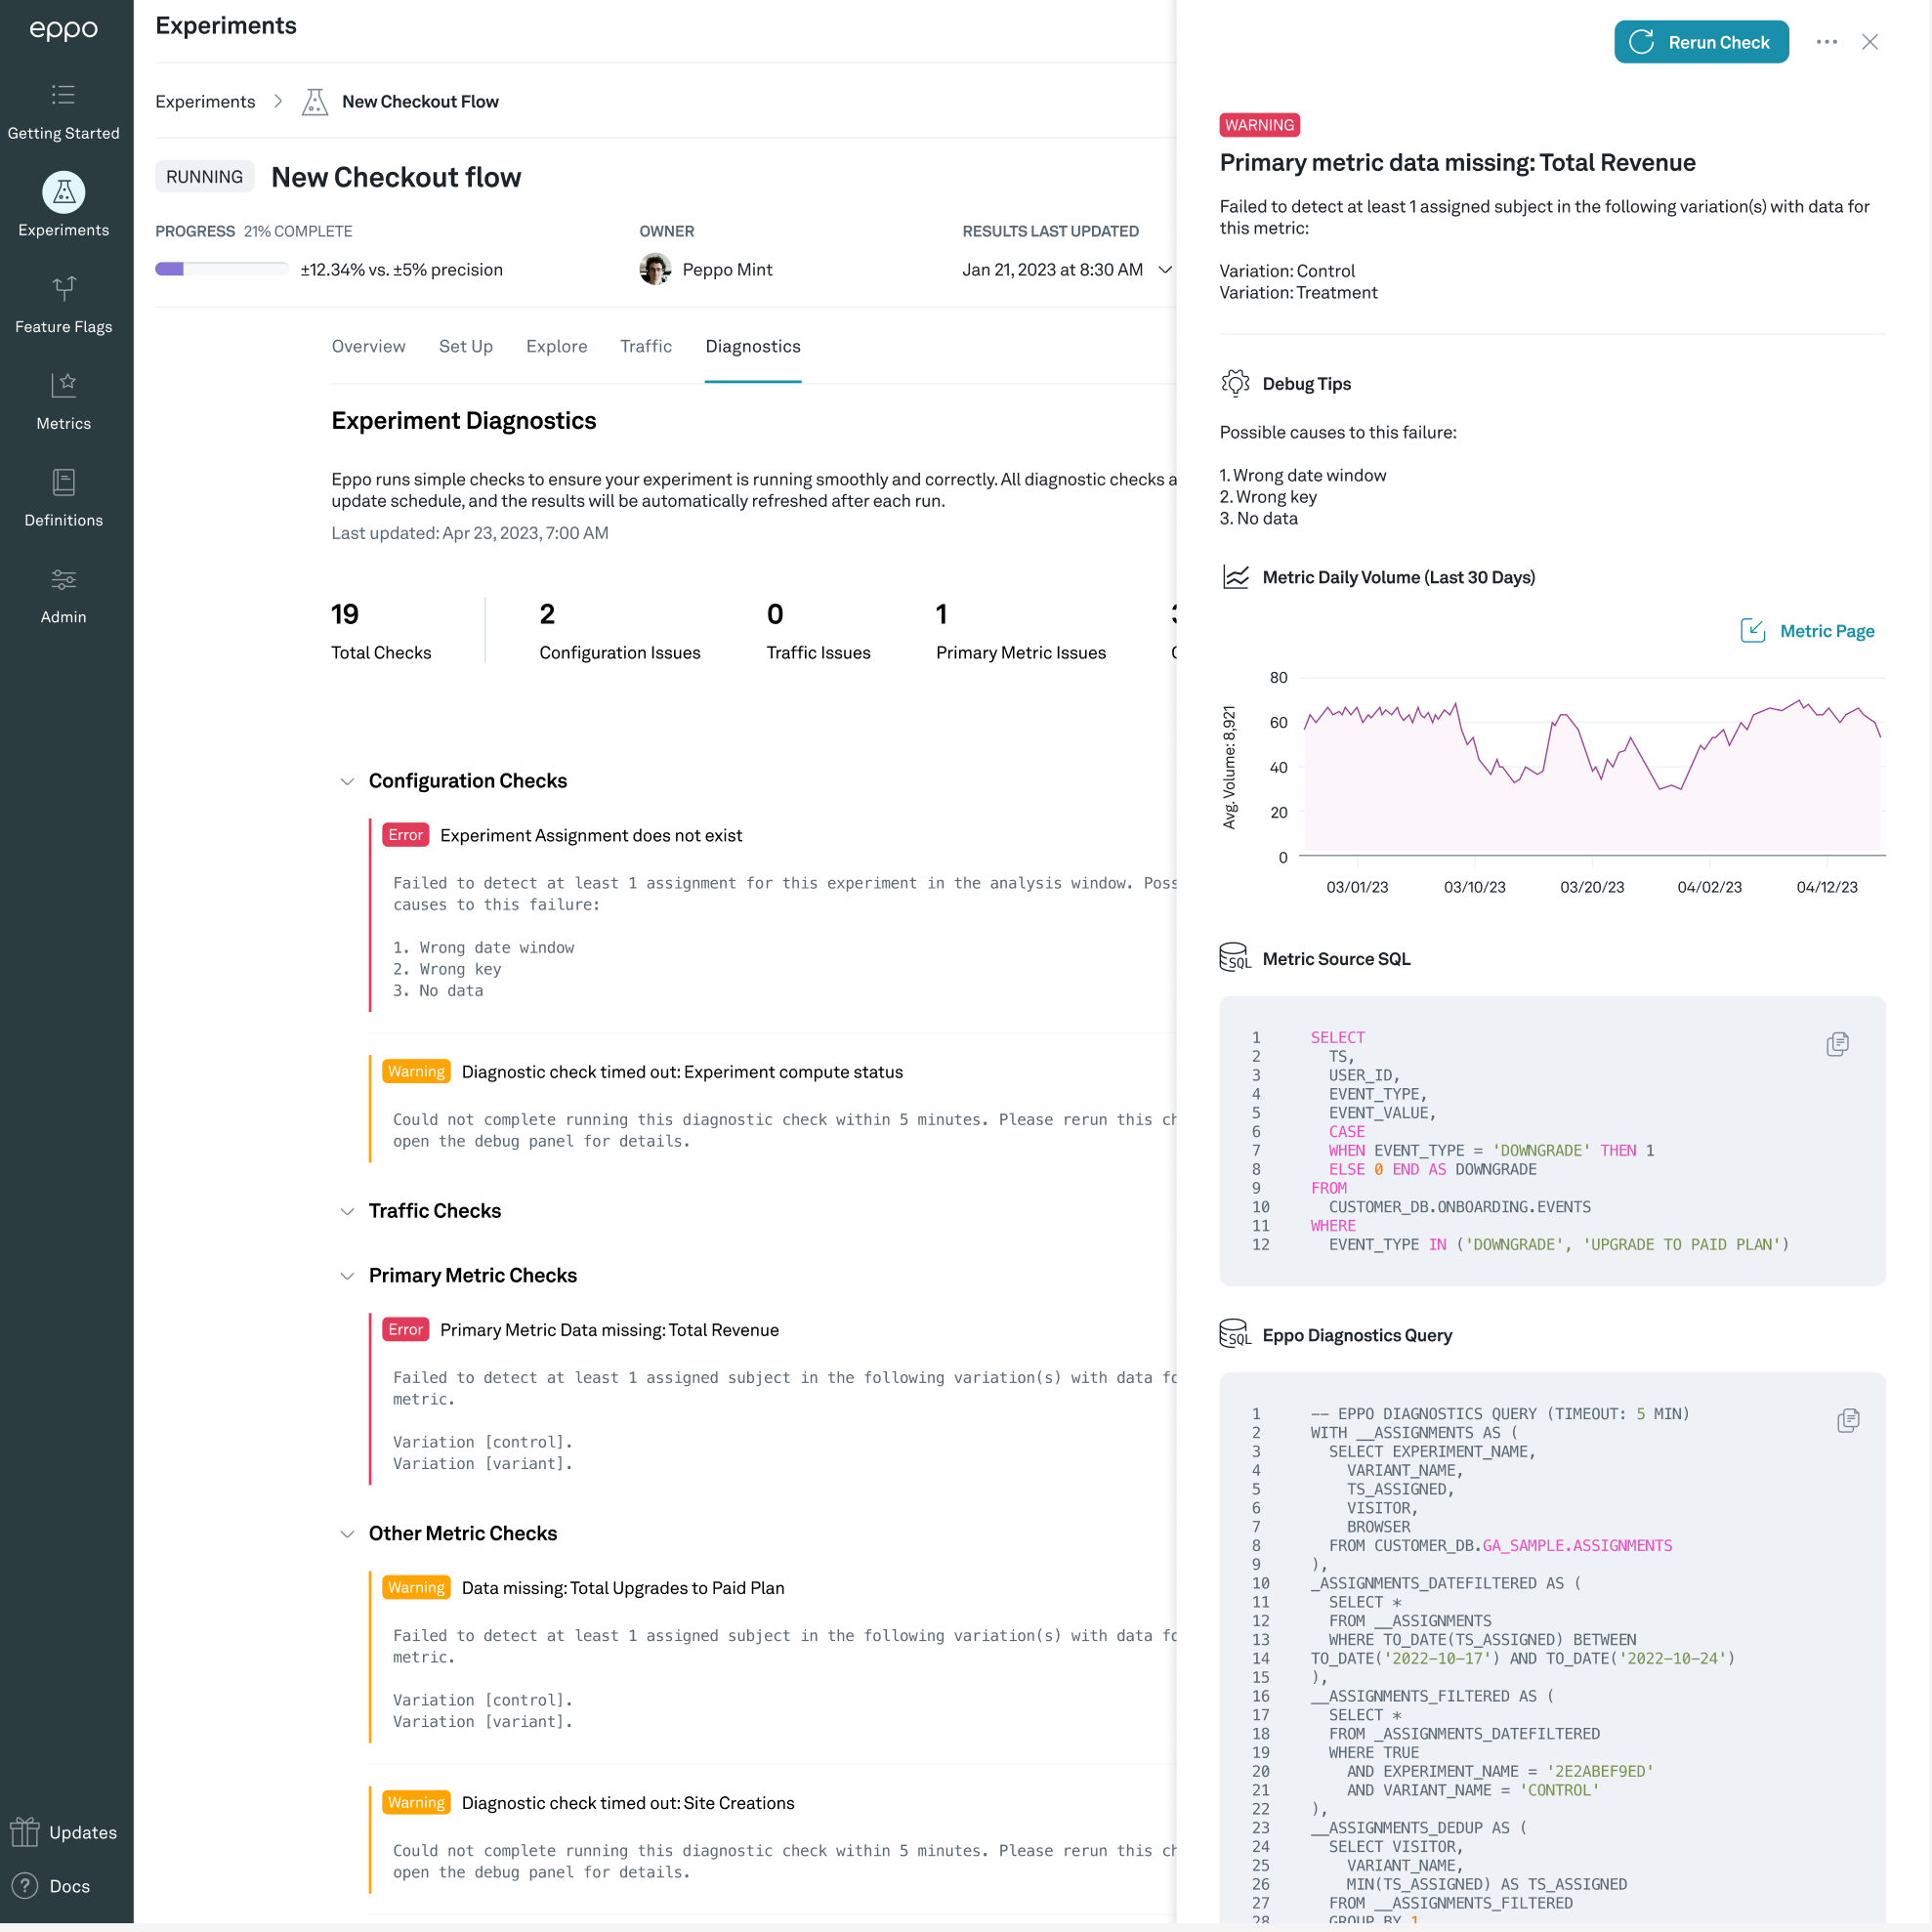 eppo
Getting Started
Experiments
Feature Flags
Metrics
Definitions
Admin
Updates
Docs
Experiments
Experiments
New Checkout Flow
RUNNING
New Checkout flow
PROGRESS 21% COMPLETE
±12.34% vs. ±5% precision
OWNER
Peppo Mint
RESULTS LAST UPDATED
Jan 21, 2023 at 8:30 AM
Overview
Set Up
Explore
Traffic
Diagnostics
Experiment Diagnostics
Eppo runs simple checks to ensure your experiment is running smoothly and correctly. All diagnostic checks
update schedule, and the results will be automatically refreshed after each run.
Last updated: Apr 23, 2023, 7:00 AM
19
Total Checks
2
Configuration Issues
0
Traffic Issues
1
Primary Metric Issues
Configuration Checks
Error
Experiment Assignment does not exist
Failed to detect at least 1 assignment for this experiment in the analysis window.
causes to this failure:
1. Wrong date window
2. Wrong key
3. No data
Warning
Diagnostic check timed out: Experiment compute status
Could not complete running this diagnostic check within 5 minutes. Please rerun this
open the debug panel for details.
Traffic Checks
Primary Metric Checks
Error
Primary Metric Data missing: Total Revenue
Failed to detect at least 1 assigned subject in the following variation(s) with data
metric.
Variation [control].
Variation [variant].
Other Metric Checks
Warning
Data missing: Total Upgrades to Paid Plan
Failed to detect at least 1 assigned subject in the following variation(s) with data
metric.
Variation [control].
Variation [variant].
Warning
Diagnostic check timed out: Site Creations
Could not complete running this diagnostic check within 5 minutes. Please rerun this
open the debug panel for details.
Rerun Check
WARNING
Primary metric data missing: Total Revenue
Failed to detect at least 1 assigned subject in the following variation(s) with data for
this metric:
Variation: Control
Variation: Treatment
Debug Tips
Possible causes to this failure:
1. Wrong date window
2. Wrong key
3. No data
Metric Daily Volume (Last 30 Days)
Metric Page
Avg. Volume: 8,921
80
60
40
20
0
03/01/23 03/10/23 03/20/23 04/02/23 04/12/23
SQL
Metric Source SQL
1 SELECT
2 TS,
3 USER_ID,
4 EVENT_TYPE,
5 EVENT_VALUE,
6 CASE
7 WHEN EVENT_TYPE = 'DOWNGRADE' THEN 1
8 ELSE 0 END AS DOWNGRADE
9 FROM
10 CUSTOMER_DB.ONBOARDING.EVENTS
11 WHERE
12 EVENT_TYPE IN ('DOWNGRADE', 'UPGRADE TO PAID PLAN')
SQL
Eppo Diagnostics Query
1 -- EPPO DIAGNOSTICS QUERY (TIMEOUT: 5 MIN)
2 WITH __ASSIGNMENTS AS (
3 SELECT EXPERIMENT_NAME,
4 VARIANT_NAME,
5 TS_ASSIGNED,
6 VISITOR,
7 BROWSER
8 FROM CUSTOMER_DB.GA_SAMPLE.ASSIGNMENTS
9 ),
10 _ASSIGNMENTS_DATEFILTERED AS (
11 SELECT *
12 FROM __ASSIGNMENTS
13 WHERE TO_DATE(TS_ASSIGNED) BETWEEN
14 TO_DATE('2022-10-17') AND TO_DATE('2022-10-24')
15 ),
16 __ASSIGNMENTS_FILTERED AS (
17 SELECT *
18 FROM _ASSIGNMENTS_DATEFILTERED
19 WHERE TRUE
20 AND EXPERIMENT_NAME = '2E2ABEF9ED'
21 AND VARIANT_NAME = 'CONTROL'
22 ),
23 __ASSIGNMENTS_DEDUP AS (
24 SELECT VISITOR,
25 VARIANT_NAME,
26 MIN(TS_ASSIGNED) AS TS_ASSIGNED
27 FROM __ASSIGNMENTS_FILTERED
28 GROUP BY 1